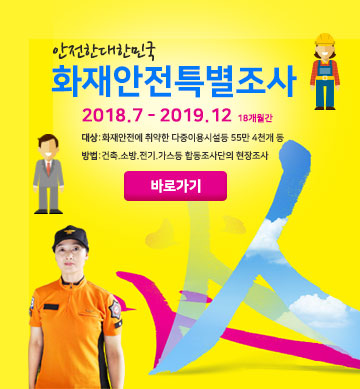 안전한대한민국
화재안전특별조사
2018.7 - 2019.12 18개월간
대상 : 화재안전에 취약한 다중이용시설등 55만 4천개 동
방법 : 건축.소방.전기.가스등 합동조사단의 현장조사
바로가기